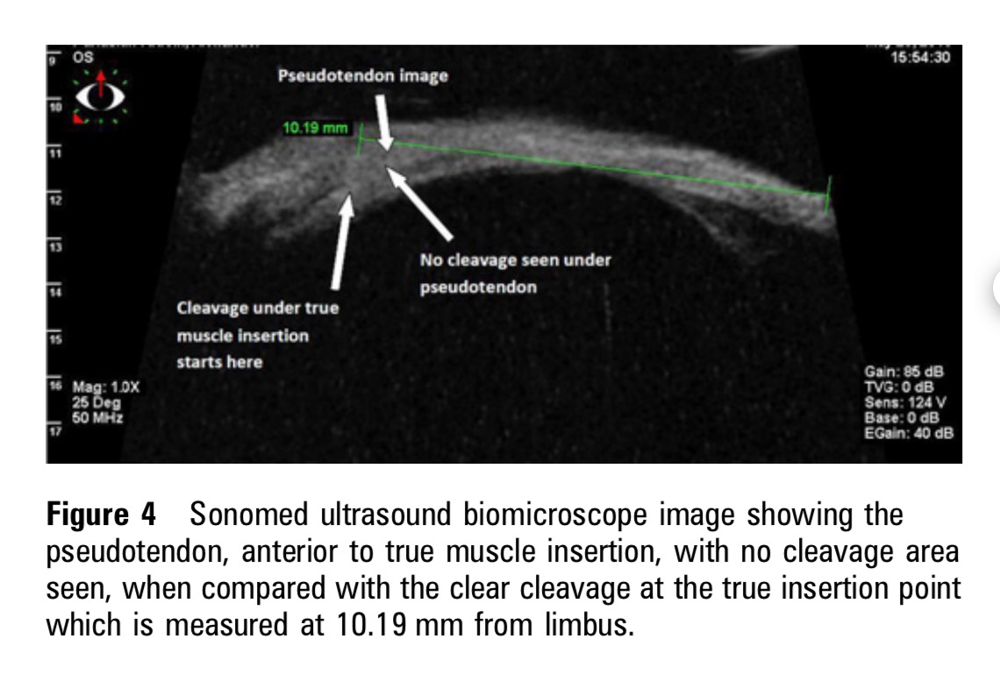 OS
15:54:30
Pseudotendon image
10.19 mm
9
10
11
12
13
14
15
16
17
No cleavage seen under
pseudotendon
Cleavage under true
muscle insertion
starts here
Mag: 1.0X
25 Deg
50 MHz
Gain: 85 dB
TVG: 0 dB
Sens: 124 V
Base: 0 dB
EGain: 40 dB
Figure 4 Sonomed ultrasound biomicroscope image showing the
pseudotendon, anterior to true muscle insertion, with no cleavage area
seen, when compared with the clear cleavage at the true insertion point
which is measured at 10.19 mm from limbus.